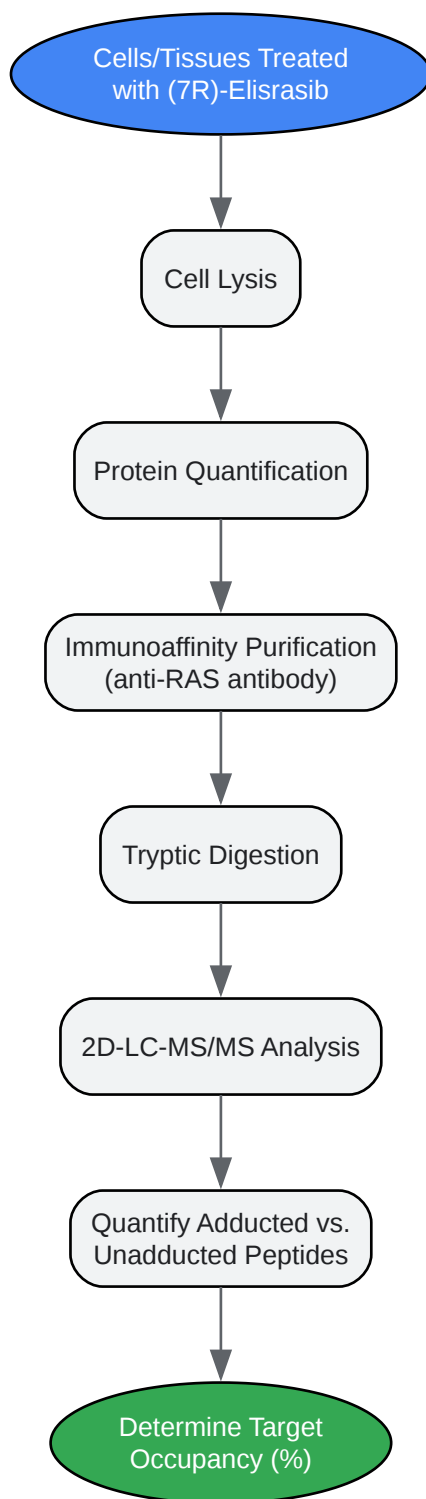 Cells/Tissues Treated
with (7R)-Elisrasib
Cell Lysis
Protein Quantification
Immunoaffinity Purification
(anti-RAS antibody)
Tryptic Digestion
2D-LC-MS/MS Analysis
Quantify Adducted vs.
Unadducted Peptides
Determine Target
Occupancy (%)